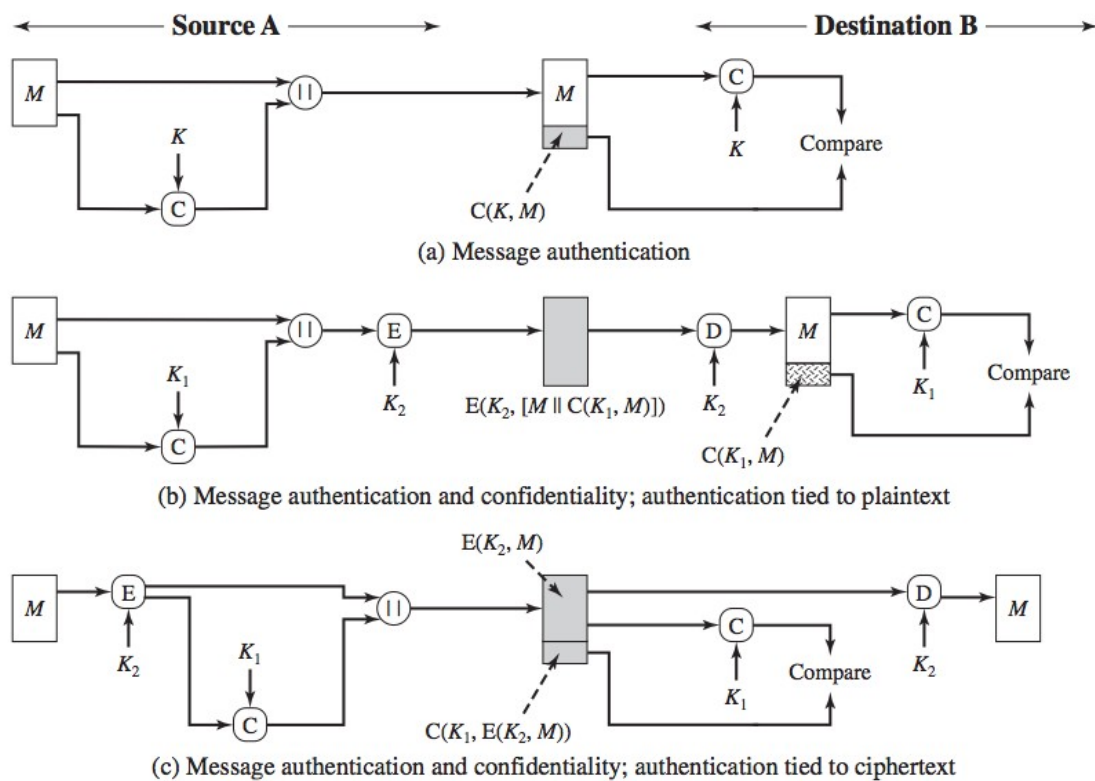 Source A
Destination B
M
||
M
C
K
C
K
Compare
C(K, M)
(a) Message authentication
M
||
E
D
M
C
K1
K2
E(K2, [M || C(K1, M)])
K2
K1
Compare
C
C(K1, M)
(b) Message authentication and confidentiality; authentication tied to plaintext
E(K2, M)
M
E
||
D
M
C
K2
K1
K1
Compare
K2
C
C(K1, E(K2, M))
(c) Message authentication and confidentiality; authentication tied to ciphertext